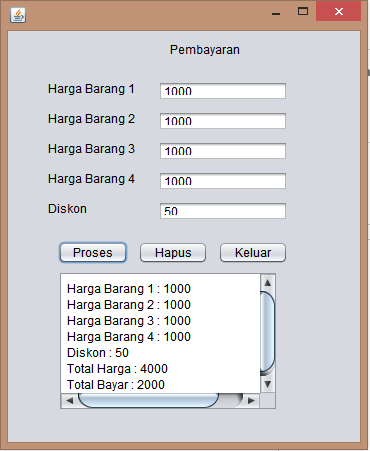 Pembayaran
Harga Barang 1 1000
Harga Barang 2 1000
Harga Barang 3 1000
Harga Barang 4 1000
Diskon 50
Proses Hapus Keluar
Harga Barang 1 : 1000
Harga Barang 2 : 1000
Harga Barang 3 : 1000
Harga Barang 4 : 1000
Diskon : 50
Total Harga : 4000
Total Bayar : 2000